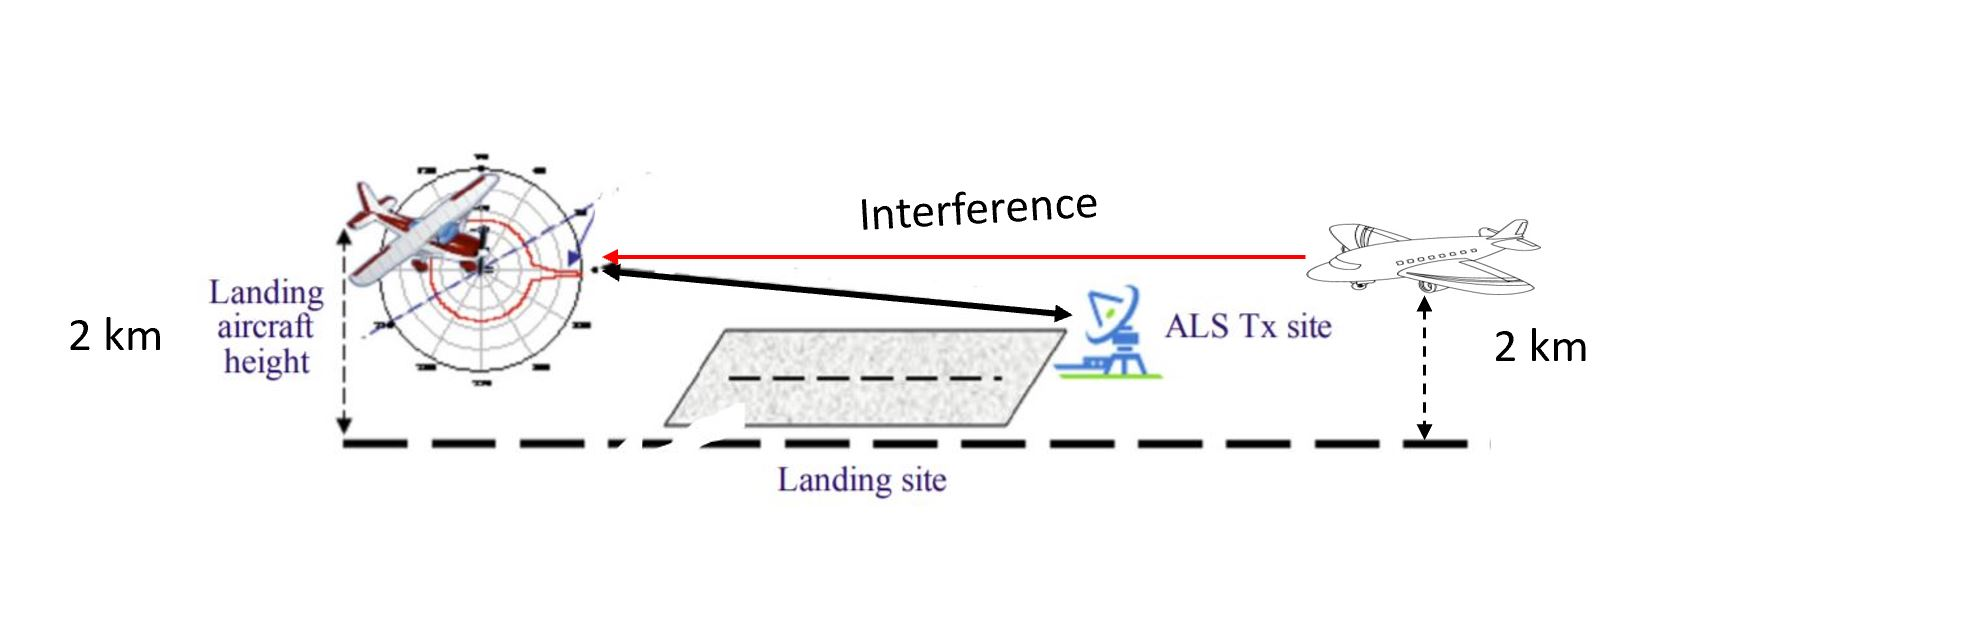 Interference
Landing
aircraft
height
2 km
ALS Tx site
2 km
Landing site